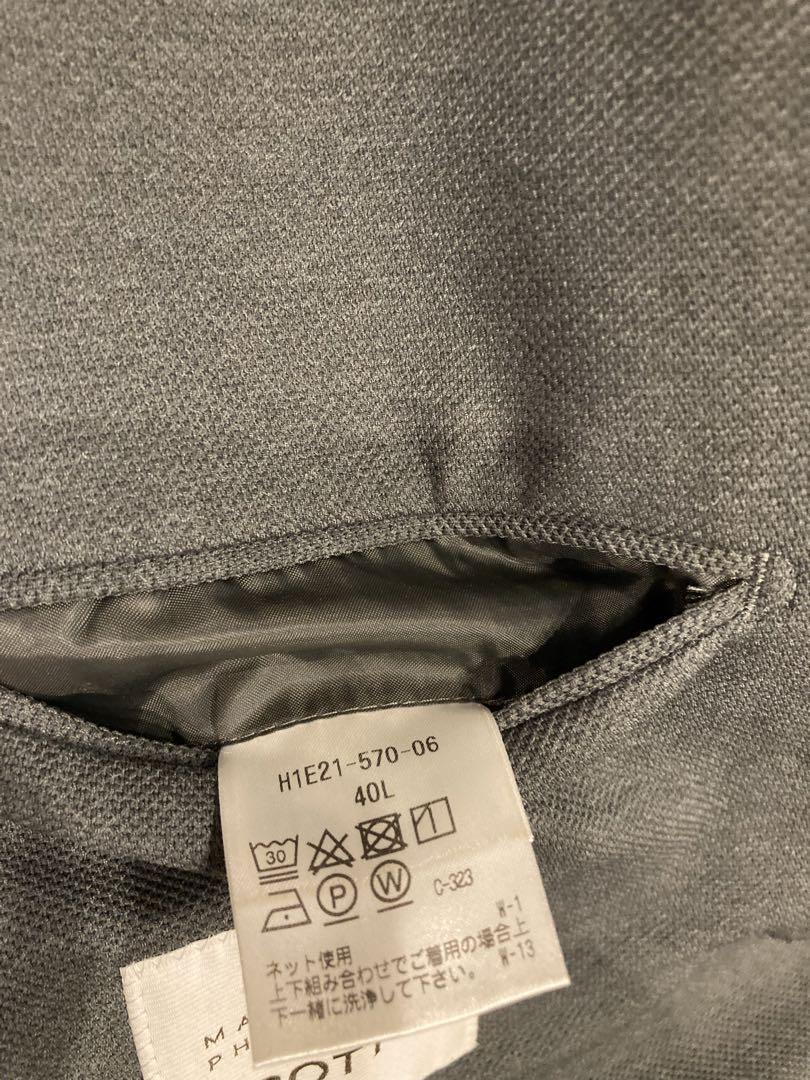 H1E21-570-06
40L
30
P W C-323
W-1
W-13
ネット使用
上下組み合わせでご着用の場合上
下一緒に洗浄して下さい。
MA
PH